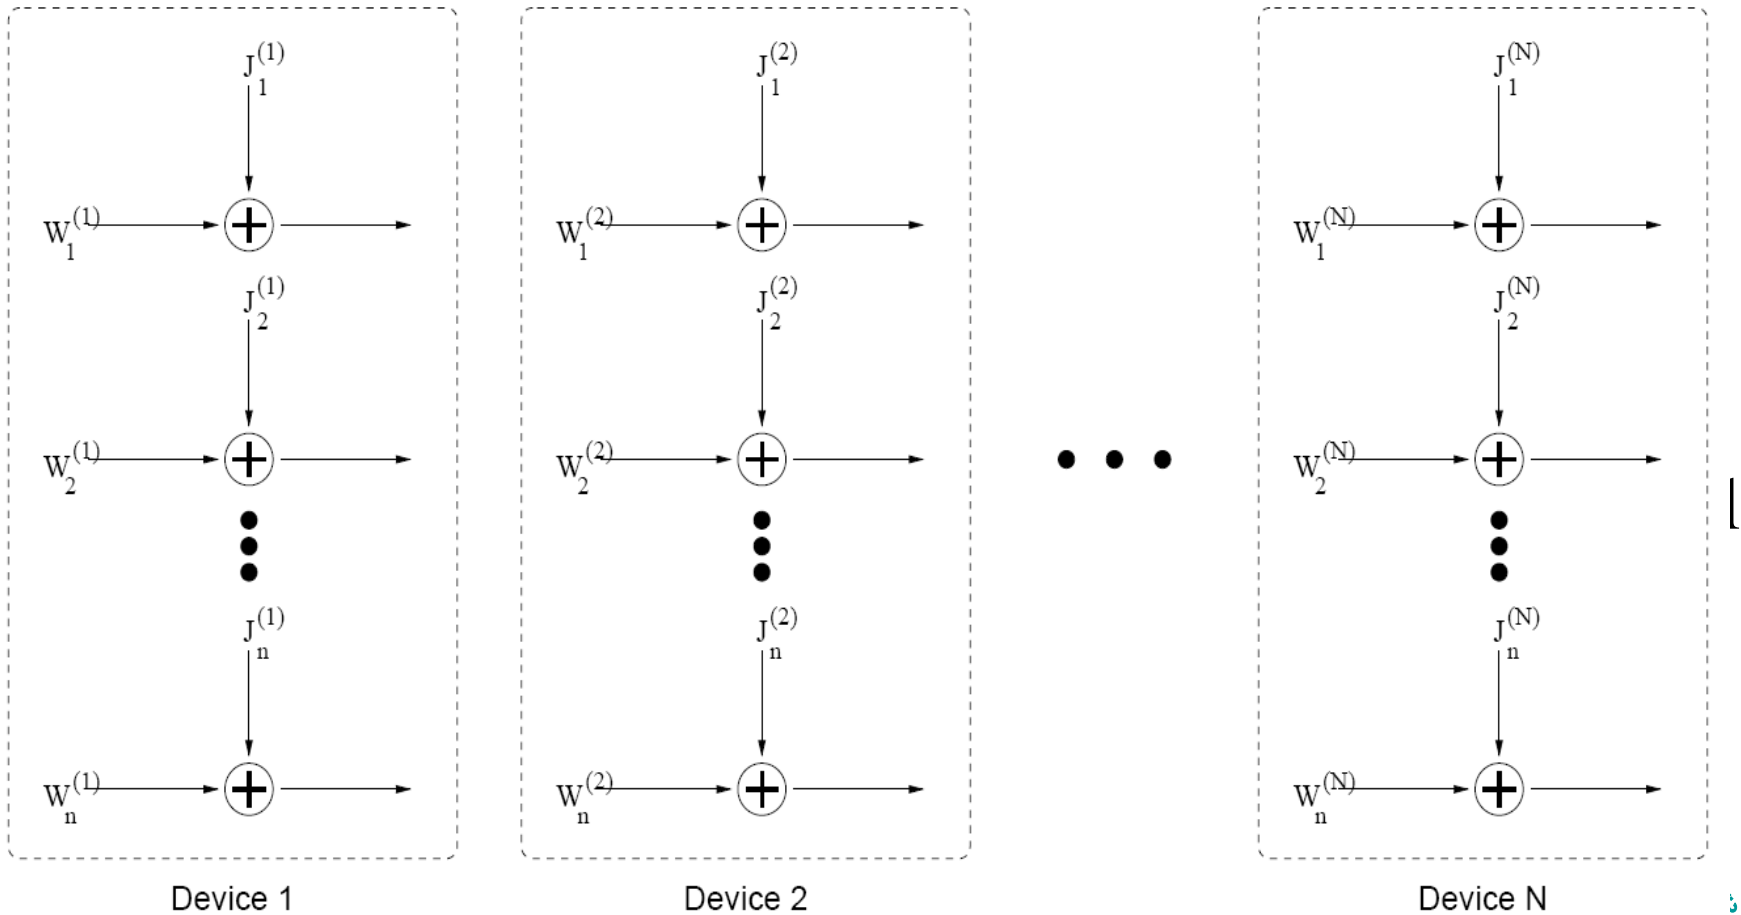 J₁⁽¹⁾ J₁⁽²⁾ J₁⁽ᴺ⁾
W₁⁽¹⁾ W₁⁽²⁾ W₁⁽ᴺ⁾
J₂⁽¹⁾ J₂⁽²⁾ J₂⁽ᴺ⁾
W₂⁽¹⁾ W₂⁽²⁾ W₂⁽ᴺ⁾
Jₙ⁽¹⁾ Jₙ⁽²⁾ Jₙ⁽ᴺ⁾
Wₙ⁽¹⁾ Wₙ⁽²⁾ Wₙ⁽ᴺ⁾
Device 1 Device 2 Device N